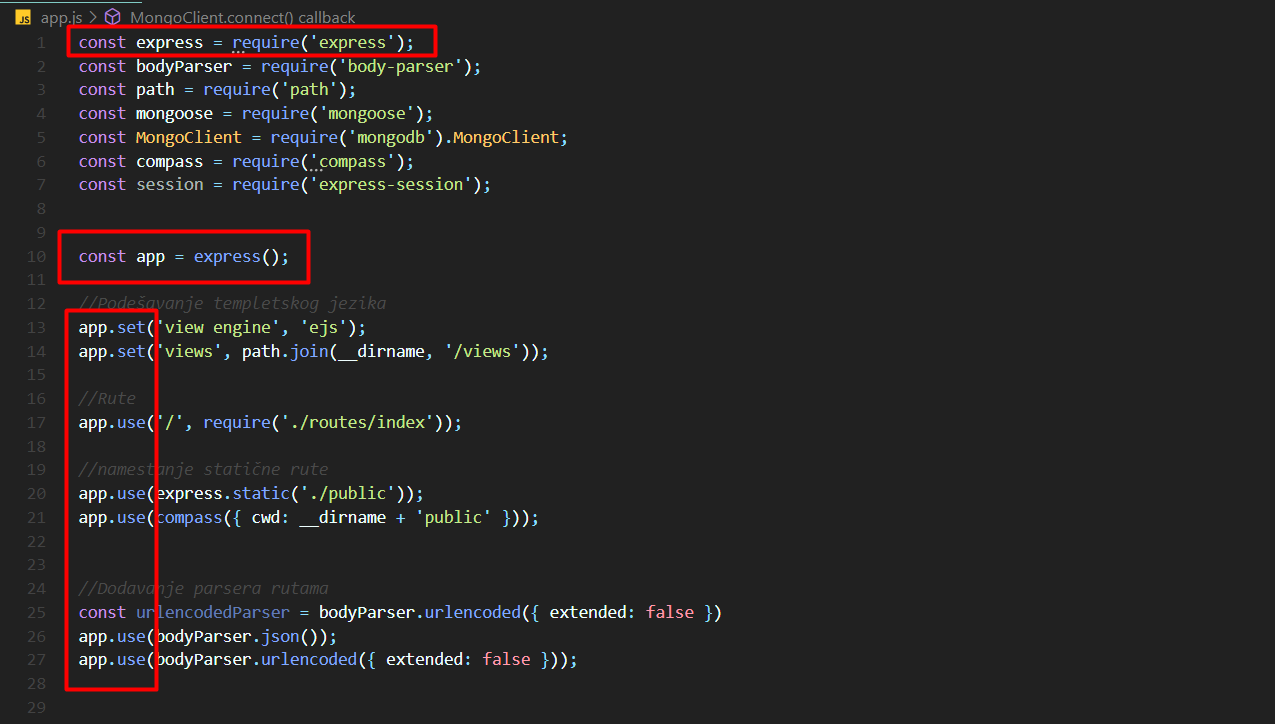 JS app.js > MongoClient.connect() callback
1 const express = require('express');
2 const bodyParser = require('body-parser');
3 const path = require('path');
4 const mongoose = require('mongoose');
5 const MongoClient = require('mongodb').MongoClient;
6 const compass = require('compass');
7 const session = require('express-session');
8
9
10 const app = express();
11
12 //Podešavanje templetskog jezika
13 app.set('view engine', 'ejs');
14 app.set('views', path.join(__dirname, '/views'));
15
16 //Rute
17 app.use('/', require('./routes/index'));
18
19 //namestanje statične rute
20 app.use(express.static('./public'));
21 app.use(compass({ cwd: __dirname + 'public' }));
22
23
24 //Dodavanje parsera rutama
25 const urlencodedParser = bodyParser.urlencoded({ extended: false })
26 app.use(bodyParser.json());
27 app.use(bodyParser.urlencoded({ extended: false }));
28
29